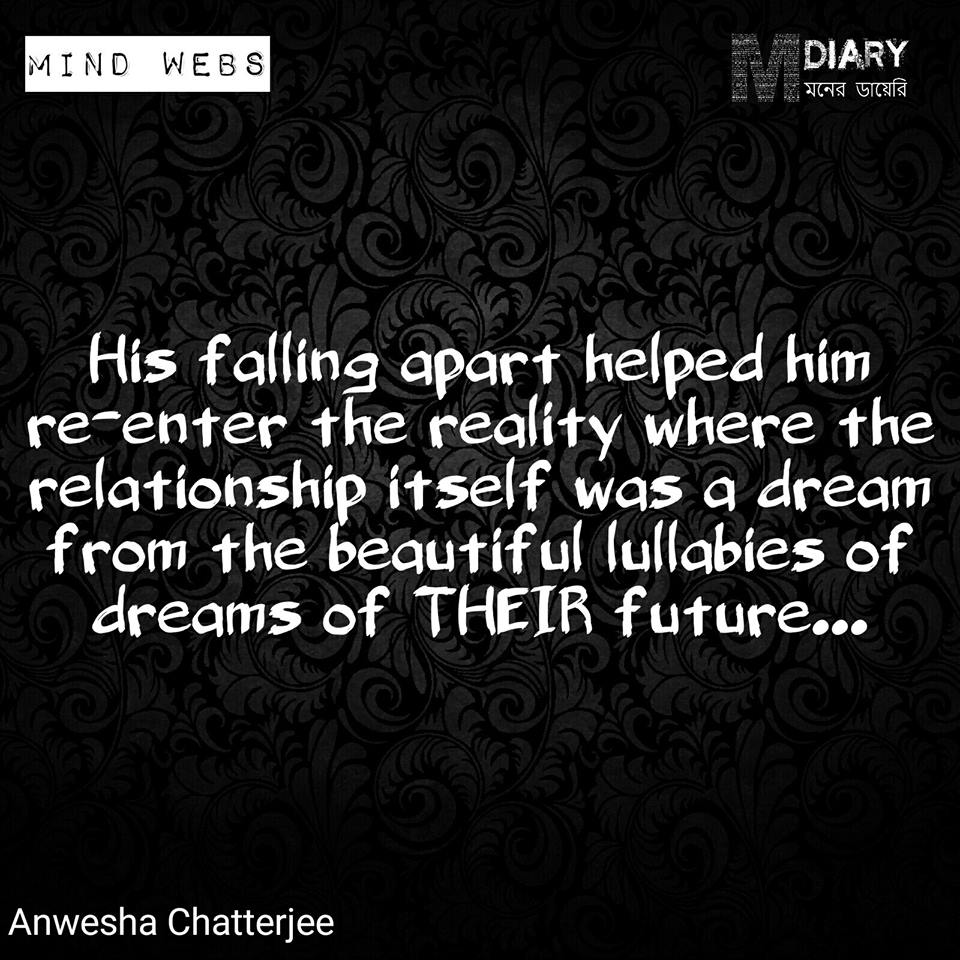 MIND WEBS
M DIARY
মনের ডায়েরি
His falling apart helped him
re-enter the reality where the
relationship itself was a dream
from the beautiful lullabies of
dreams of THEIR future...
Anwesha Chatterjee